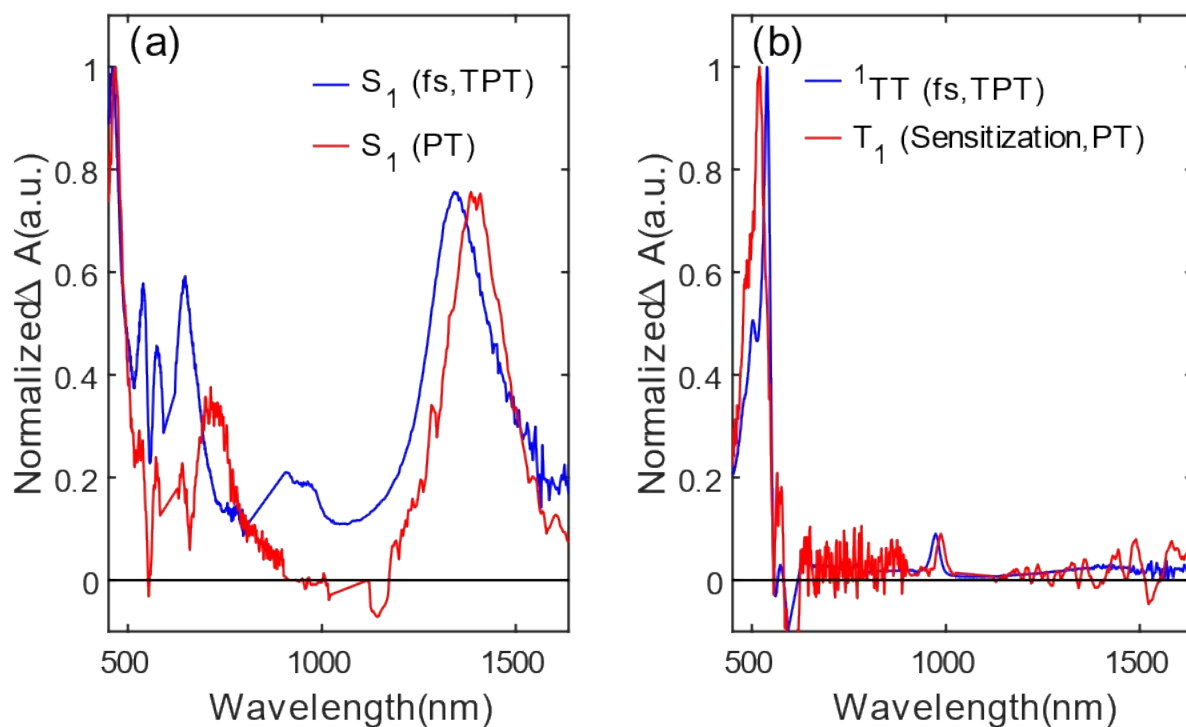 (a)
S1 (fs,TPT)
S1 (PT)
1
0.8
0.6
0.4
0.2
0
500 1000 1500
Wavelength(nm)
Normalized Δ A(a.u.)
(b)
1TT (fs,TPT)
T1 (Sensitization,PT)
1
0.8
0.6
0.4
0.2
0
500 1000 1500
Wavelength(nm)
Normalized Δ A(a.u.)